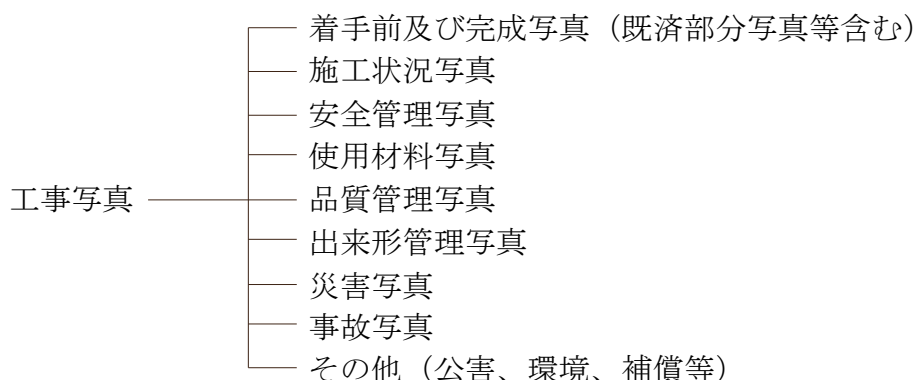 着手前及び完成写真（既済部分写真等含む）
施工状況写真
安全管理写真
使用材料写真
工事写真
品質管理写真
出来形管理写真
災害写真
事故写真
その他（公害、環境、補償等）